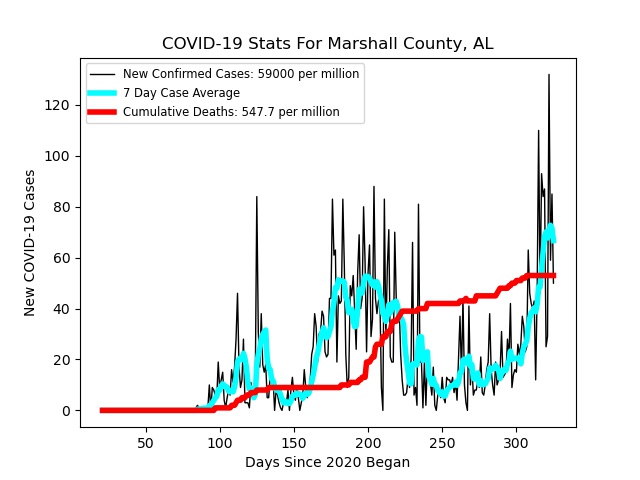 COVID-19 Stats For Marshall County, AL
New Confirmed Cases: 59000 per million
7 Day Case Average
Cumulative Deaths: 547.7 per million
New COVID-19 Cases
120
100
80
60
40
20
0
50 100 150 200 250 300
Days Since 2020 Began